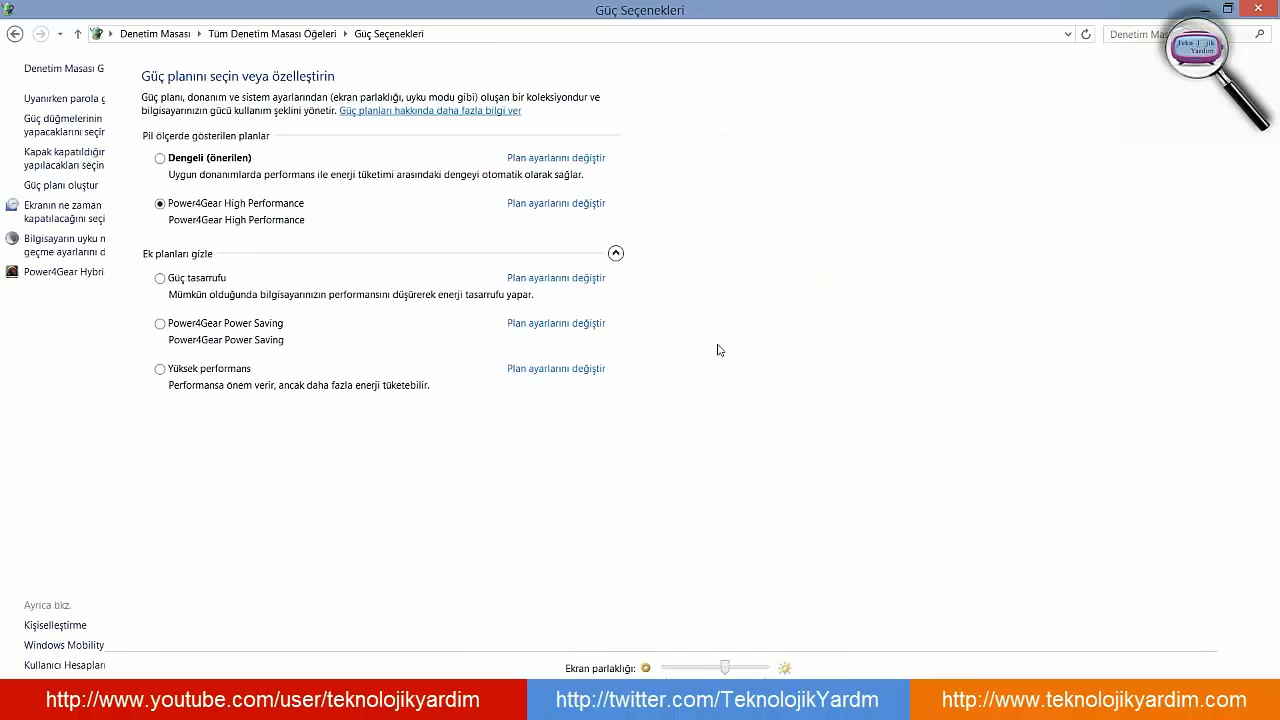 Güç Seçenekleri
Denetim Masası Tüm Denetim Masası Öğeleri Güç Seçenekleri
Denetim Mas
Teknolojik
Yardım
Denetim Masası G
Uyanırken parola g
Güç düğmelerinin
yapacaklarını seçir
Kapak kapatıldığır
yapılacakları seçin
Güç planı oluştur
Ekranın ne zaman
kapatılacağını seçi
Bilgisayarın uyku m
geçme ayarlarını d
Power4Gear Hybri
Güç planını seçin veya özelleştirin
Güç planı, donanım ve sistem ayarlarından (ekran parlaklığı, uyku modu gibi) oluşan bir koleksiyondur ve
bilgisayarınızın gücü kullanım şeklini yönetir. Güç planları hakkında daha fazla bilgi ver
Pil ölçerde gösterilen planlar
Dengeli (önerilen) Plan ayarlarını değiştir
Uygun donanımlarda performans ile enerji tüketimi arasındaki dengeyi otomatik olarak sağlar.
Power4Gear High Performance Plan ayarlarını değiştir
Power4Gear High Performance
Ek planları gizle
Güç tasarrufu Plan ayarlarını değiştir
Mümkün olduğunda bilgisayarınızın performansını düşürerek enerji tasarrufu yapar.
Power4Gear Power Saving Plan ayarlarını değiştir
Power4Gear Power Saving
Yüksek performans Plan ayarlarını değiştir
Performansa önem verir, ancak daha fazla enerji tüketebilir.
Ayrıca bkz.
Kişiselleştirme
Windows Mobility
Kullanıcı Hesapları
Ekran parlaklığı:
http://www.youtube.com/user/teknolojikyardim
http://twitter.com/TeknolojikYardm
http://www.teknolojikyardim.com